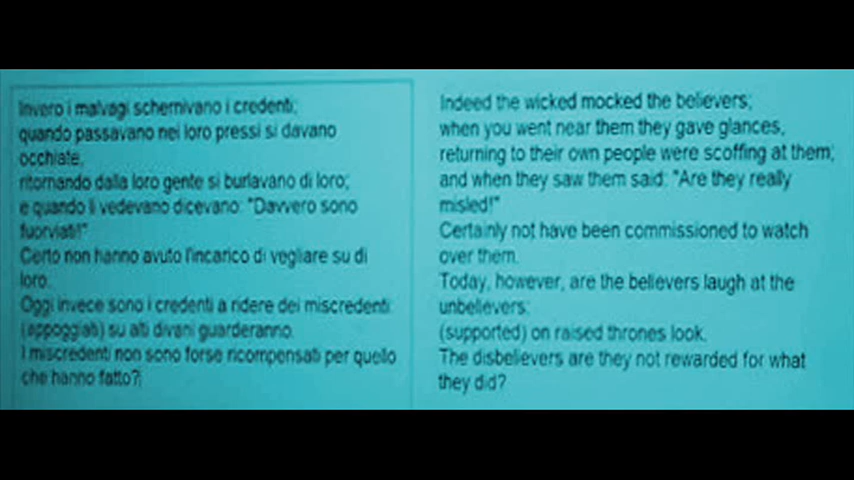 Invero i malvagi schernivano i credenti;
quando passavano nei loro pressi si davano
occhiate,
ritornando dalla loro gente si burlavano di loro;
e quando li vedevano dicevano: "Davvero sono
fuorviati!"
Certo non hanno avuto l'incarico di vegliare su di
loro.
Oggi invece sono i credenti a ridere dei miscredenti:
(appoggiati) su alti divani guarderanno.
I miscredenti non sono forse ricompensati per quello
che hanno fatto?
Indeed the wicked mocked the believers;
when you went near them they gave glances,
returning to their own people were scoffing at them;
and when they saw them said: "Are they really
misled!"
Certainly not have been commissioned to watch
over them.
Today, however, are the believers laugh at the
unbelievers:
(supported) on raised thrones look.
The disbelievers are they not rewarded for what
they did?